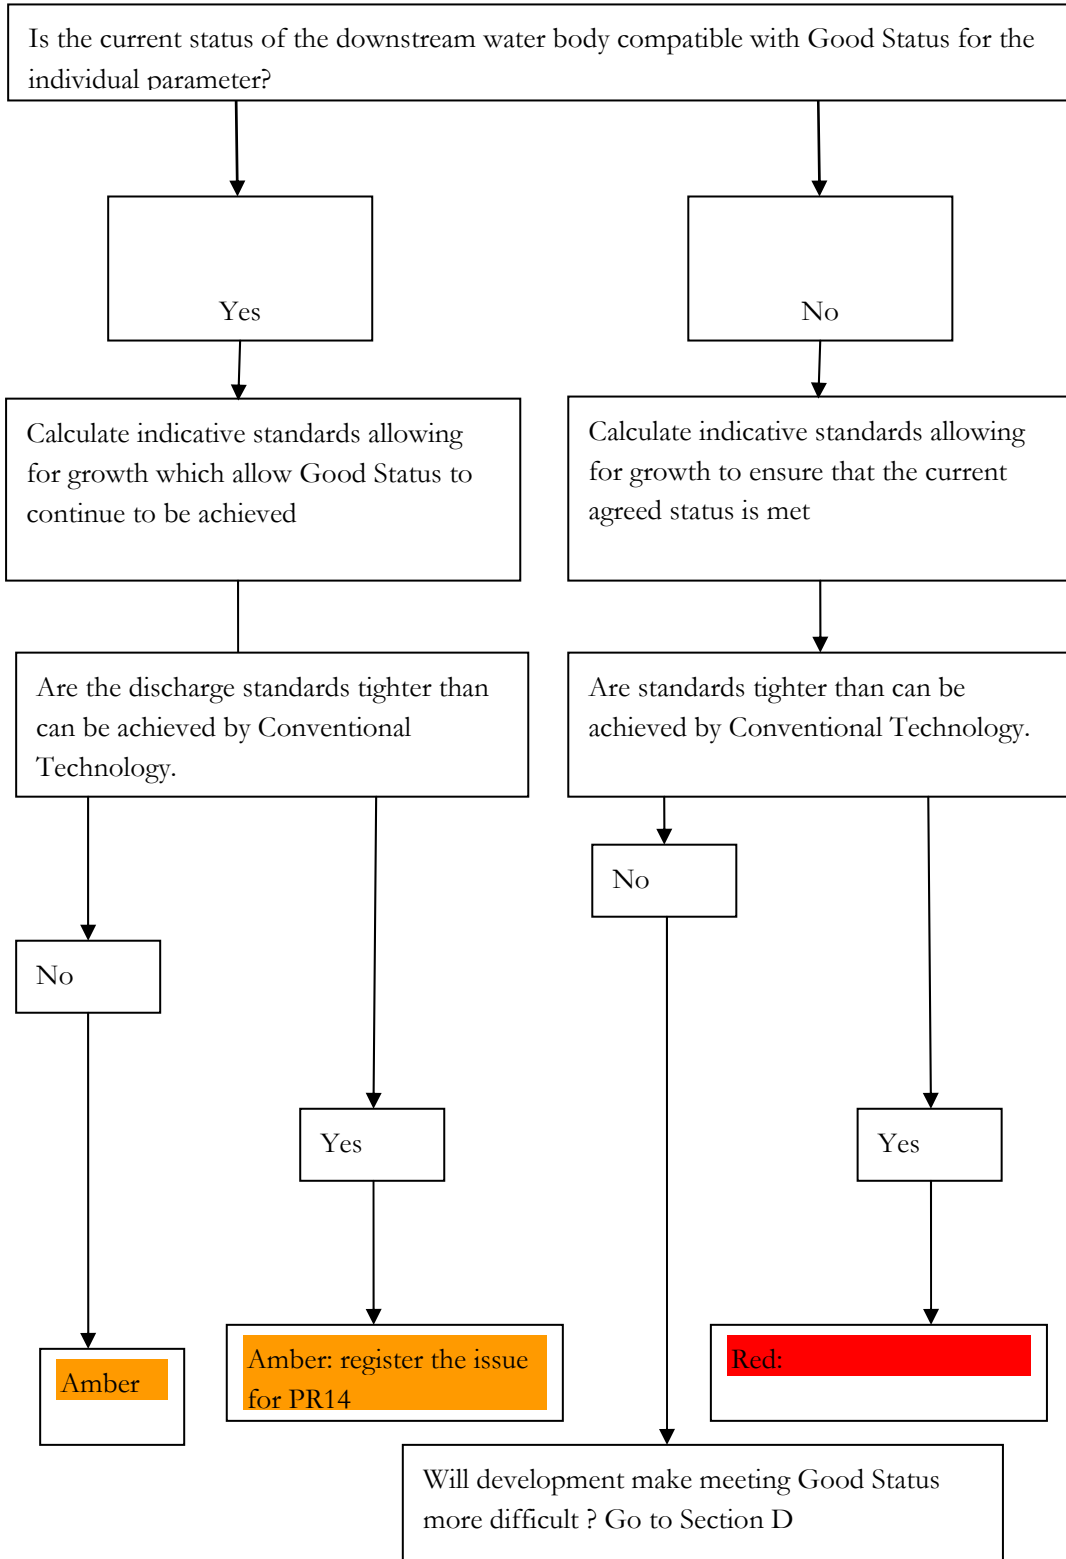 Is the current status of the downstream water body compatible with Good Status for the
individual parameter?
Yes
No
Calculate indicative standards allowing
for growth which allow Good Status to
continue to be achieved
Calculate indicative standards allowing
for growth to ensure that the current
agreed status is met
Are the discharge standards tighter than
can be achieved by Conventional
Technology.
Are standards tighter than can be
achieved by Conventional Technology.
No
No
Yes
Yes
Amber
Amber: register the issue
for PR14
Red:
Will development make meeting Good Status
more difficult ? Go to Section D